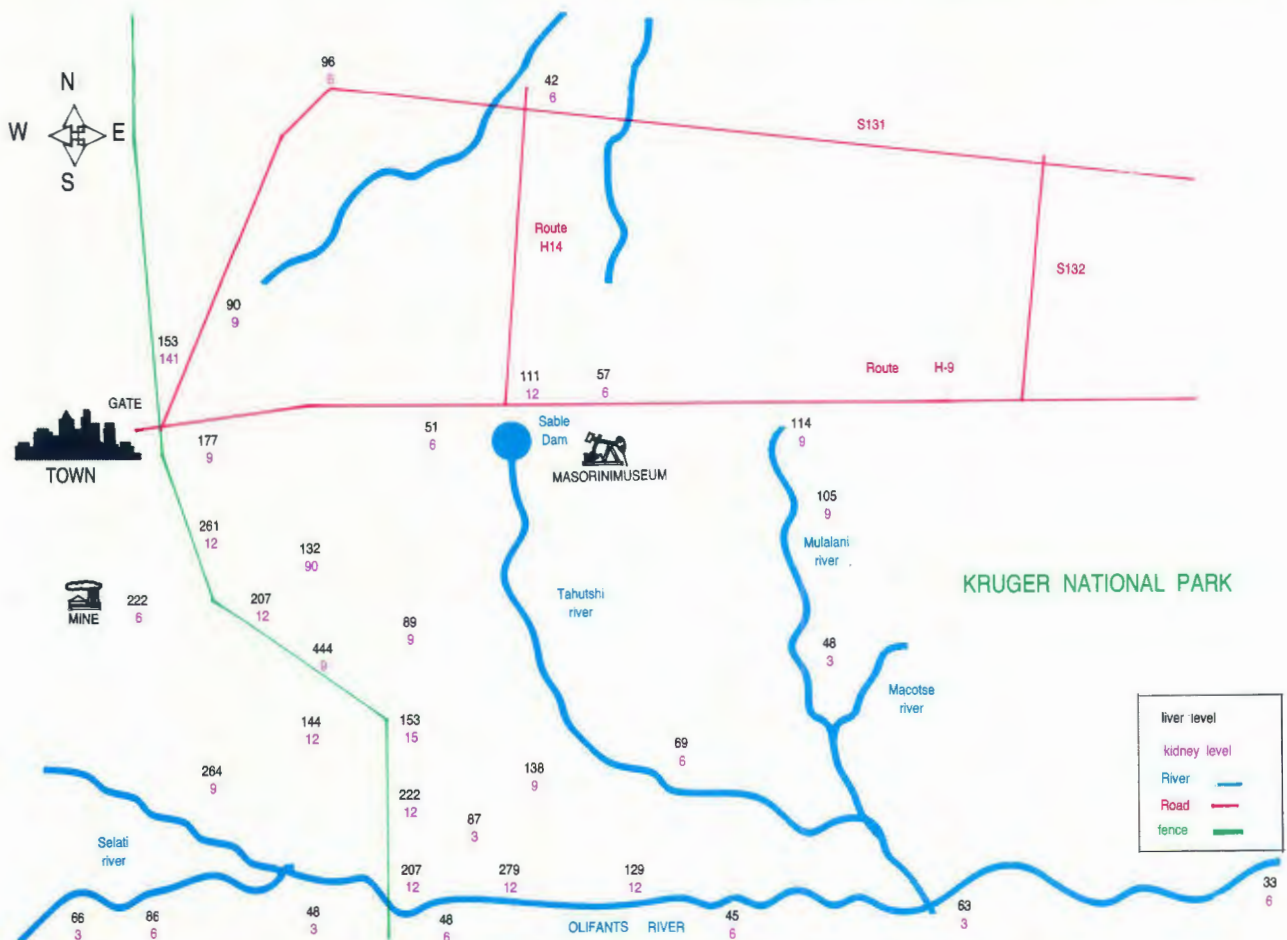 N
W E
S
96
6
42
6
S131
Route
H14
S132
90
9
153
141
GATE
TOWN
111
12
57
6
Route H-9
177
9
51
6
Sable
Dam
MASORINIMUSEUM
114
9
105
9
Mulalani
river
261
12
132
90
MINE
222
6
207
12
89
9
Tahutshi
river
KRUGER NATIONAL PARK
444
9
48
3
Macotse
river
144
12
153
15
69
6
264
9
138
9
222
12
87
3
Selati
river
207
12
279
12
129
12
66
3
86
6
48
3
48
6
OLIFANTS RIVER
45
6
63
3
33
6
liver level
kidney level
River
Road
fence